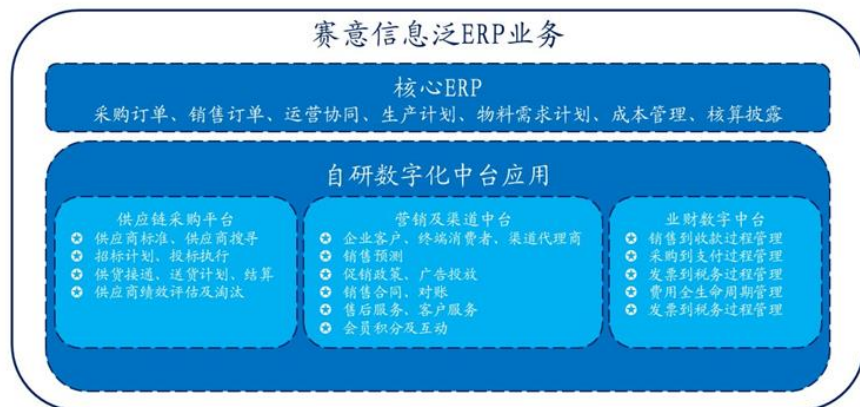 赛意信息泛ERP业务
核心ERP
采购订单、销售订单、运营协同、生产计划、物料需求计划、成本管理、核算披露
自研数字化中台应用
供应链采购平台
供应商标准、供应商搜寻
招标计划、投标执行
供货接通、送货计划、结算
供应商绩效评估及淘汰
营销及渠道中台
企业客户、终端消费者、渠道代理商
销售预测
促销政策、广告投放
销售合同、对账
售后服务、客户服务
会员积分及互动
业财数字中台
销售到收款过程管理
采购到支付过程管理
发票到税务过程管理
费用全生命周期管理
发票到税务过程管理